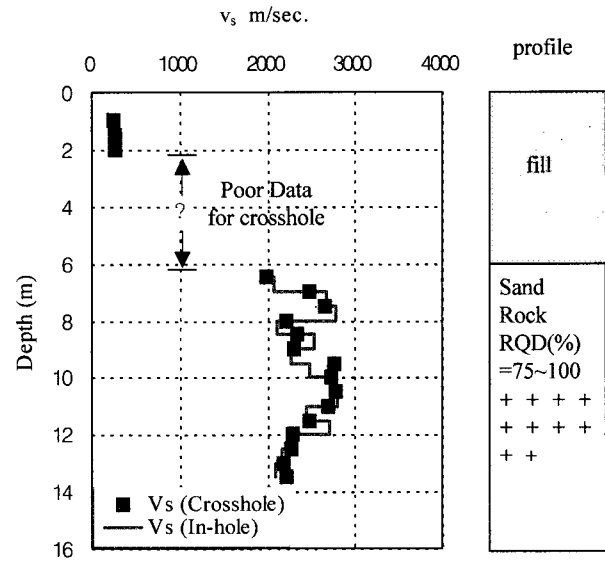 v_s m/sec.
profile
0 1000 2000 3000 4000
0
2
4
6
8
10
12
14
16
Depth (m)
?
Poor Data
for crosshole
Vs (Crosshole)
Vs (In-hole)
fill
Sand
Rock
RQD(%)
=75~100
+ + + +
+ + + +
+ +